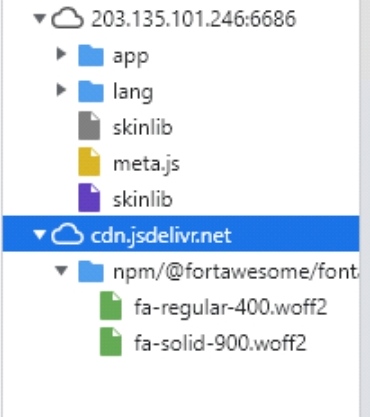 203.135.101.246:6686
app
lang
skinlib
meta.js
skinlib
cdn.jsdelivr.net
npm/@fortawesome/font
fa-regular-400.woff2
fa-solid-900.woff2